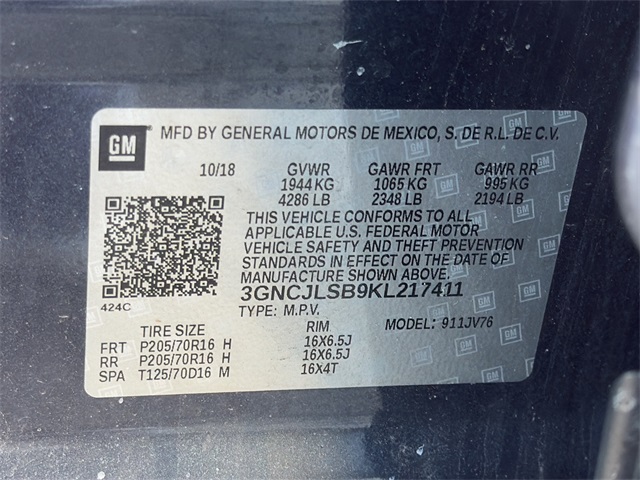 GM MFD BY GENERAL MOTORS DE MEXICO, S. DE R.L. DE C.V.
10/18 GVWR GAWR FRT GAWR RR
1944 KG 1065 KG 995 KG
4286 LB 2348 LB 2194 LB
THIS VEHICLE CONFORMS TO ALL
APPLICABLE U.S. FEDERAL MOTOR
VEHICLE SAFETY AND THEFT PREVENTION
STANDARDS IN EFFECT ON THE DATE OF
MANUFACTURE SHOWN ABOVE.
3GNCJLSB9KL217411
424C
TYPE: M.P.V. MODEL: 911JV76
TIRE SIZE RIM
FRT P205/70R16 H 16X6.5J
RR P205/70R16 H 16X6.5J
SPA T125/70D16 M 16X4T